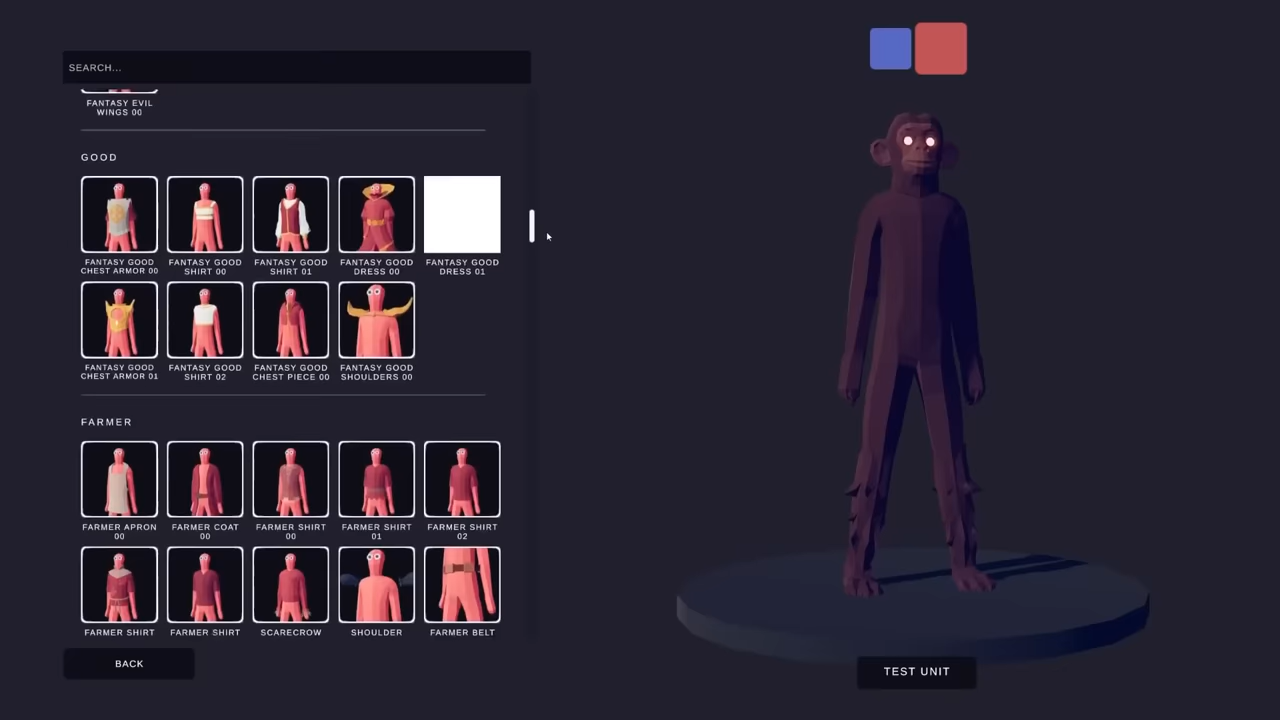 SEARCH...
FANTASY EVIL
WINGS 00
GOOD
FANTASY GOOD
CHEST ARMOR 00
FANTASY GOOD
SHIRT 00
FANTASY GOOD
SHIRT 01
FANTASY GOOD
DRESS 00
FANTASY GOOD
DRESS 01
FANTASY GOOD
CHEST ARMOR 01
FANTASY GOOD
SHIRT 02
FANTASY GOOD
CHEST PIECE 00
FANTASY GOOD
SHOULDERS 00
FARMER
FARMER APRON
00
FARMER COAT
00
FARMER SHIRT
00
FARMER SHIRT
01
FARMER SHIRT
02
FARMER SHIRT
FARMER SHIRT
SCARECROW
SHOULDER
FARMER BELT
BACK
TEST UNIT